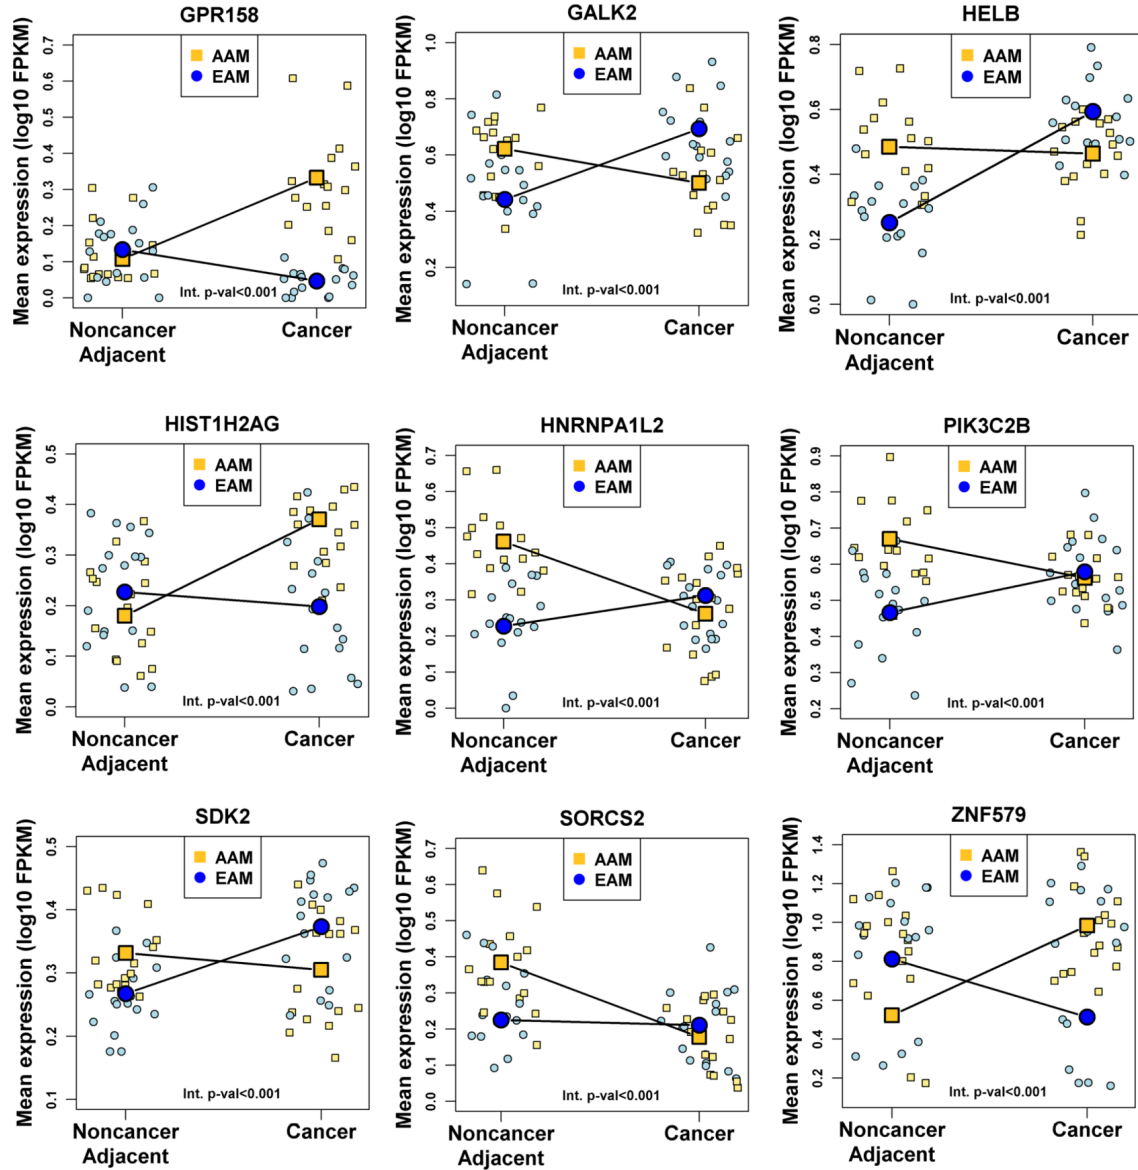 GPR158
Mean expression (log10 FPKM)
0.7
0.6
0.5
0.4
0.3
0.2
0.1
0.0
AAM
EAM
Int. p-val<0.001
Noncancer
Adjacent
Cancer
GALK2
Mean expression (log10 FPKM)
1.0
0.8
0.6
0.4
0.2
AAM
EAM
Int. p-val<0.001
Noncancer
Adjacent
Cancer
HELB
Mean expression (log10 FPKM)
0.8
0.6
0.4
0.2
0.0
AAM
EAM
Int. p-val<0.001
Noncancer
Adjacent
Cancer
HIST1H2AG
Mean expression (log10 FPKM)
0.5
0.4
0.3
0.2
0.1
0.0
AAM
EAM
Int. p-val<0.001
Noncancer
Adjacent
Cancer
HNRNPA1L2
Mean expression (log10 FPKM)
0.7
0.6
0.5
0.4
0.3
0.2
0.1
0.0
AAM
EAM
Int. p-val<0.001
Noncancer
Adjacent
Cancer
PIK3C2B
Mean expression (log10 FPKM)
0.9
0.8
0.7
0.6
0.5
0.4
0.3
0.2
AAM
EAM
Int. p-val<0.001
Noncancer
Adjacent
Cancer
SDK2
Mean expression (log10 FPKM)
0.5
0.4
0.3
0.2
0.1
AAM
EAM
Int. p-val<0.001
Noncancer
Adjacent
Cancer
SORCS2
Mean expression (log10 FPKM)
0.7
0.6
0.5
0.4
0.3
0.2
0.1
0.0
AAM
EAM
Int. p-val<0.001
Noncancer
Adjacent
Cancer
ZNF579
Mean expression (log10 FPKM)
1.4
1.2
1.0
0.8
0.6
0.4
0.2
AAM
EAM
Int. p-val<0.001
Noncancer
Adjacent
Cancer